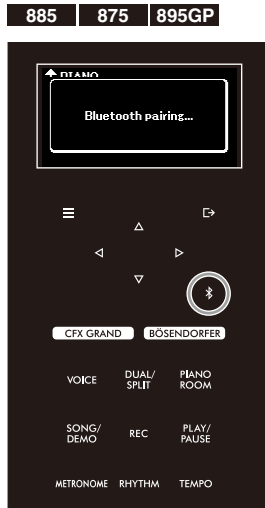 885 875 895GP
PIANO
Bluetooth pairing...
CFX GRAND BÖSENDORFER
VOICE DUAL/ SPLIT PIANO ROOM
SONG/ DEMO REC PLAY/ PAUSE
METRONOME RHYTHM TEMPO